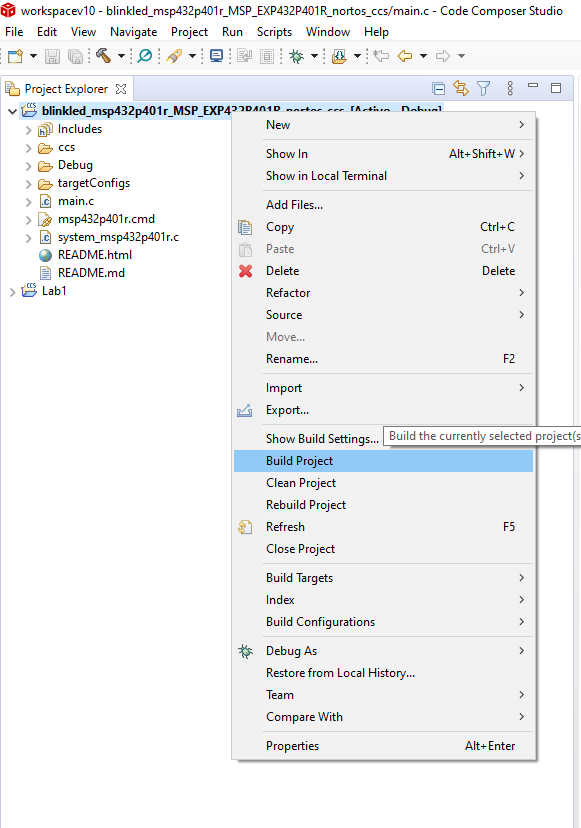 workspacev10 - blinkled_msp432p401r_MSP_EXP432P401R_nortos_ccs/main.c - Code Composer Studio
File Edit View Navigate Project Run Scripts Window Help
Project Explorer
blinkled_msp432p401r_MSP_EXP432P401R_nortos_ccs [Active - Debug]
Includes
ccs
Debug
targetConfigs
main.c
msp432p401r.cmd
system_msp432p401r.c
README.html
README.md
Lab1
New
Show In Alt+Shift+W
Show in Local Terminal
Add Files...
Copy Ctrl+C
Paste Ctrl+V
Delete Delete
Refactor
Source
Move...
Rename... F2
Import
Export...
Show Build Settings...
Build the currently selected project(s
Build Project
Clean Project
Rebuild Project
Refresh F5
Close Project
Build Targets
Index
Build Configurations
Debug As
Restore from Local History...
Team
Compare With
Properties Alt+Enter